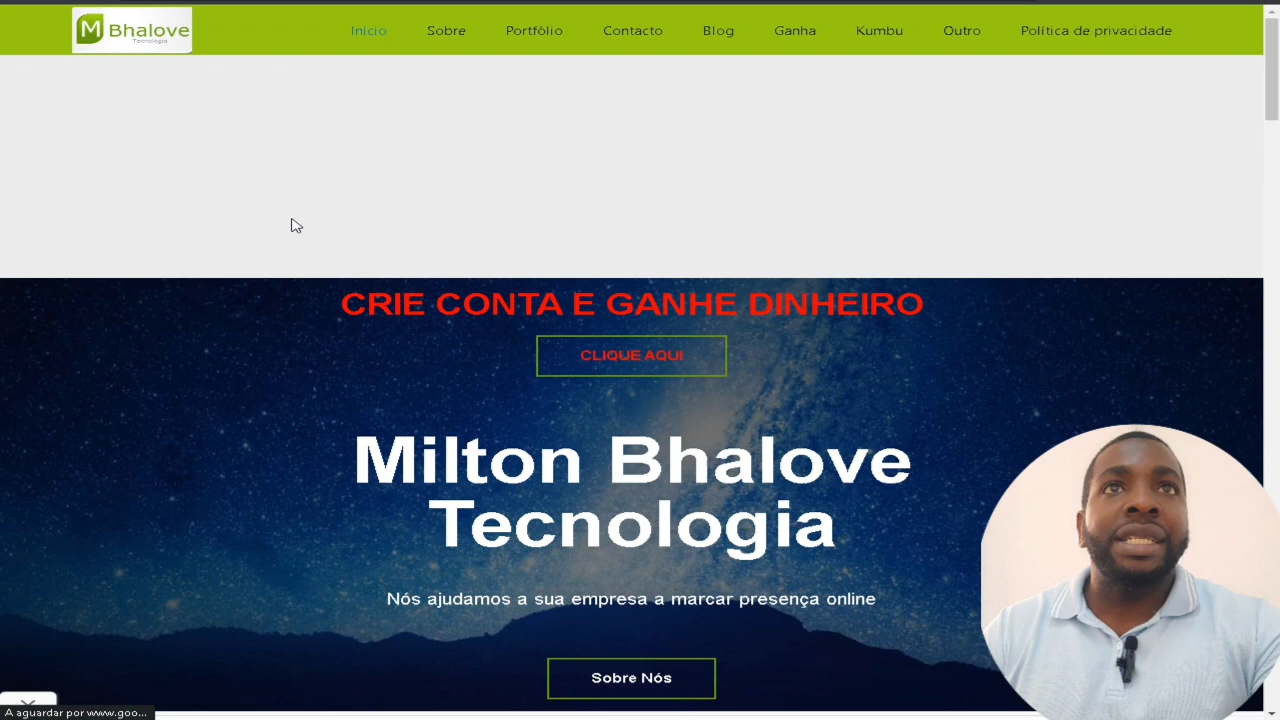 M Bhalove
Tecnologia
Início Sobre Portfólio Contacto Blog Ganha Kumbu Outro Política de privacidade
CRIE CONTA E GANHE DINHEIRO
CLIQUE AQUI
Milton Bhalove
Tecnologia
Nós ajudamos a sua empresa a marcar presença online
Sobre Nós
A aguardar por www.goo...